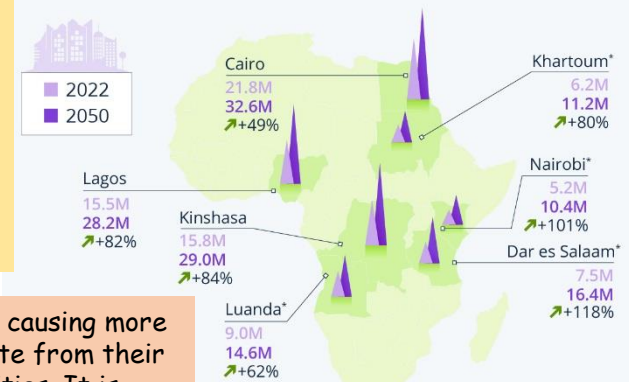 2022
2050
Cairo
21.8M
32.6M
+49%
Khartoum*
6.2M
11.2M
+80%
Lagos
15.5M
28.2M
+82%
Kinshasa
15.8M
29.0M
+84%
Nairobi*
5.2M
10.4M
+101%
Dar es Salaam*
7.5M
16.4M
+118%
Luanda*
9.0M
14.6M
+62%
causing more
te from their